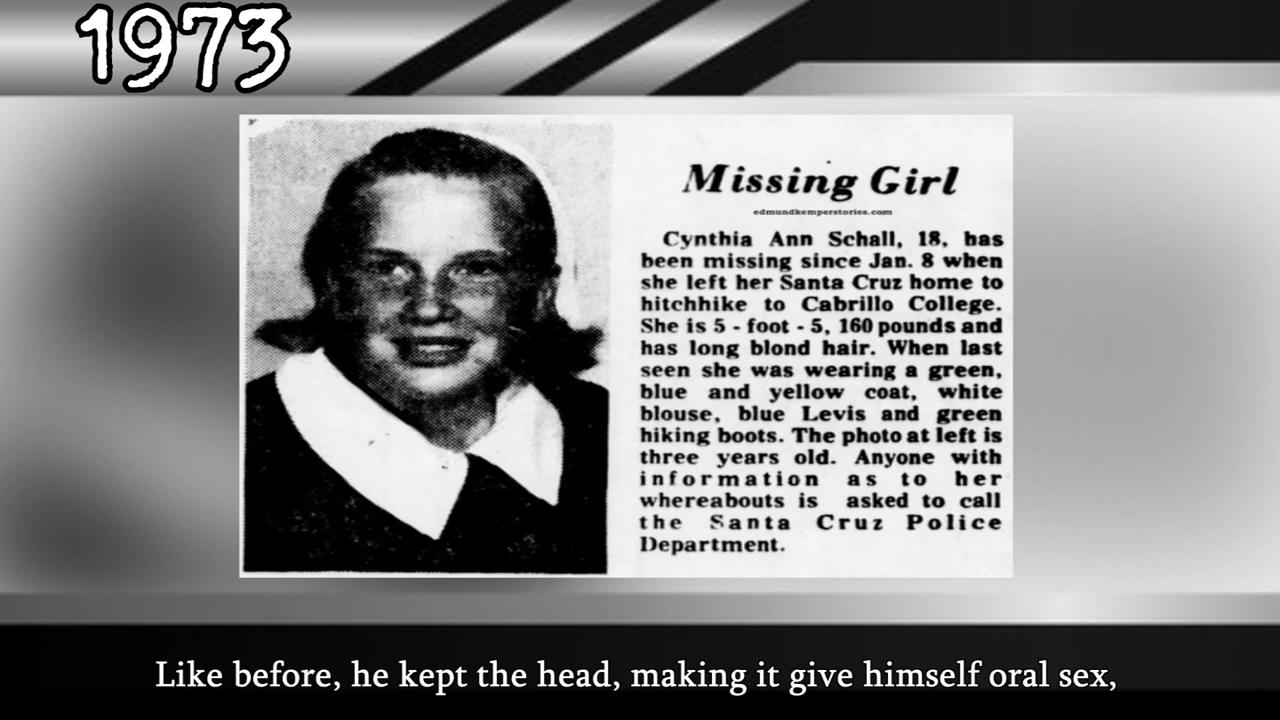 1973
Missing Girl
edmundkemperstories.com
Cynthia Ann Schall, 18, has
been missing since Jan. 8 when
she left her Santa Cruz home to
hitchhike to Cabrillo College.
She is 5 - foot - 5, 160 pounds and
has long blond hair. When last
seen she was wearing a green,
blue and yellow coat, white
blouse, blue Levis and green
hiking boots. The photo at left is
three years old. Anyone with
information as to her
whereabouts is asked to call
the Santa Cruz Police
Department.
Like before, he kept the head, making it give himself oral sex,